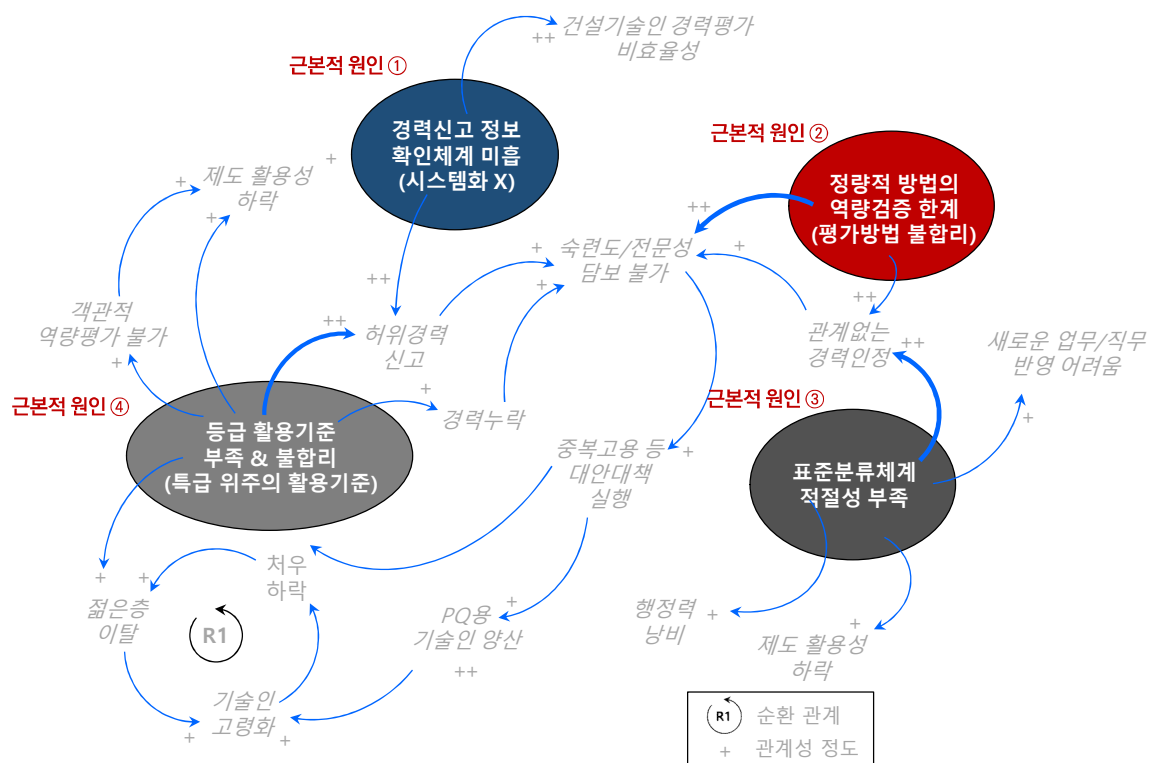 건설기술인 경력평가
비효율성
++
근본적 원인 ①
경력신고 정보
확인체계 미흡
(시스템화 X)
근본적 원인 ②
정량적 방법의
역량검증 한계
(평가방법 불합리)
+
제도 활용성
하락
+
+
++
숙련도/전문성
담보 불가
+
+
+
++
++
객관적
역량평가 불가
+
++
허위경력
신고
관계없는
경력인정
++
새로운 업무/직무
반영 어려움
+
근본적 원인 ③
표준분류체계
적절성 부족
근본적 원인 ④
등급 활용기준
부족 & 불합리
(특급 위주의 활용기준)
+
경력누락
중복고용 등
대안대책
실행
+
처우
하락
+
+
젊은층
이탈
R1
PQ용
기술인 양산
+
++
행정력
낭비
+
제도 활용성
하락
+
기술인
고령화
+
+
R1
순환 관계
+
관계성 정도